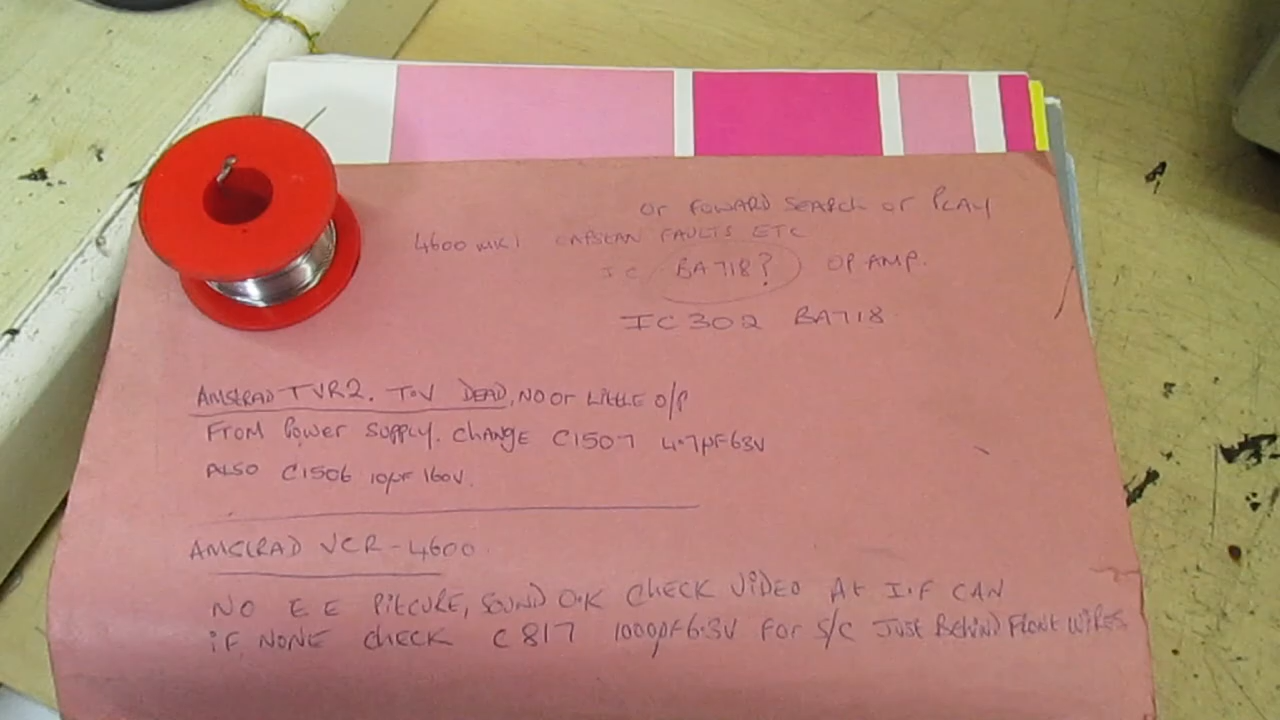 OR FOWARD SEARCH OR PLAY
4600 MK1 CAPSTAN FAULTS ETC
IC BA718? OP AMP.
IC302 BA718
AMSTRAD TVR2. T.V DEAD, NO OR LITTLE O/P
FROM POWER SUPPLY. CHANGE C1507 4.7µF 63V
ALSO C1506 10µF 160V.
AMSTRAD VCR-4600
NO EE PITCURE, SOUND O.K CHECK VIDEO At I.F CAN
iF NONE CHECK C817 1000µF 6.3V FOR S/C JUST BEHIND FRONT WIRES